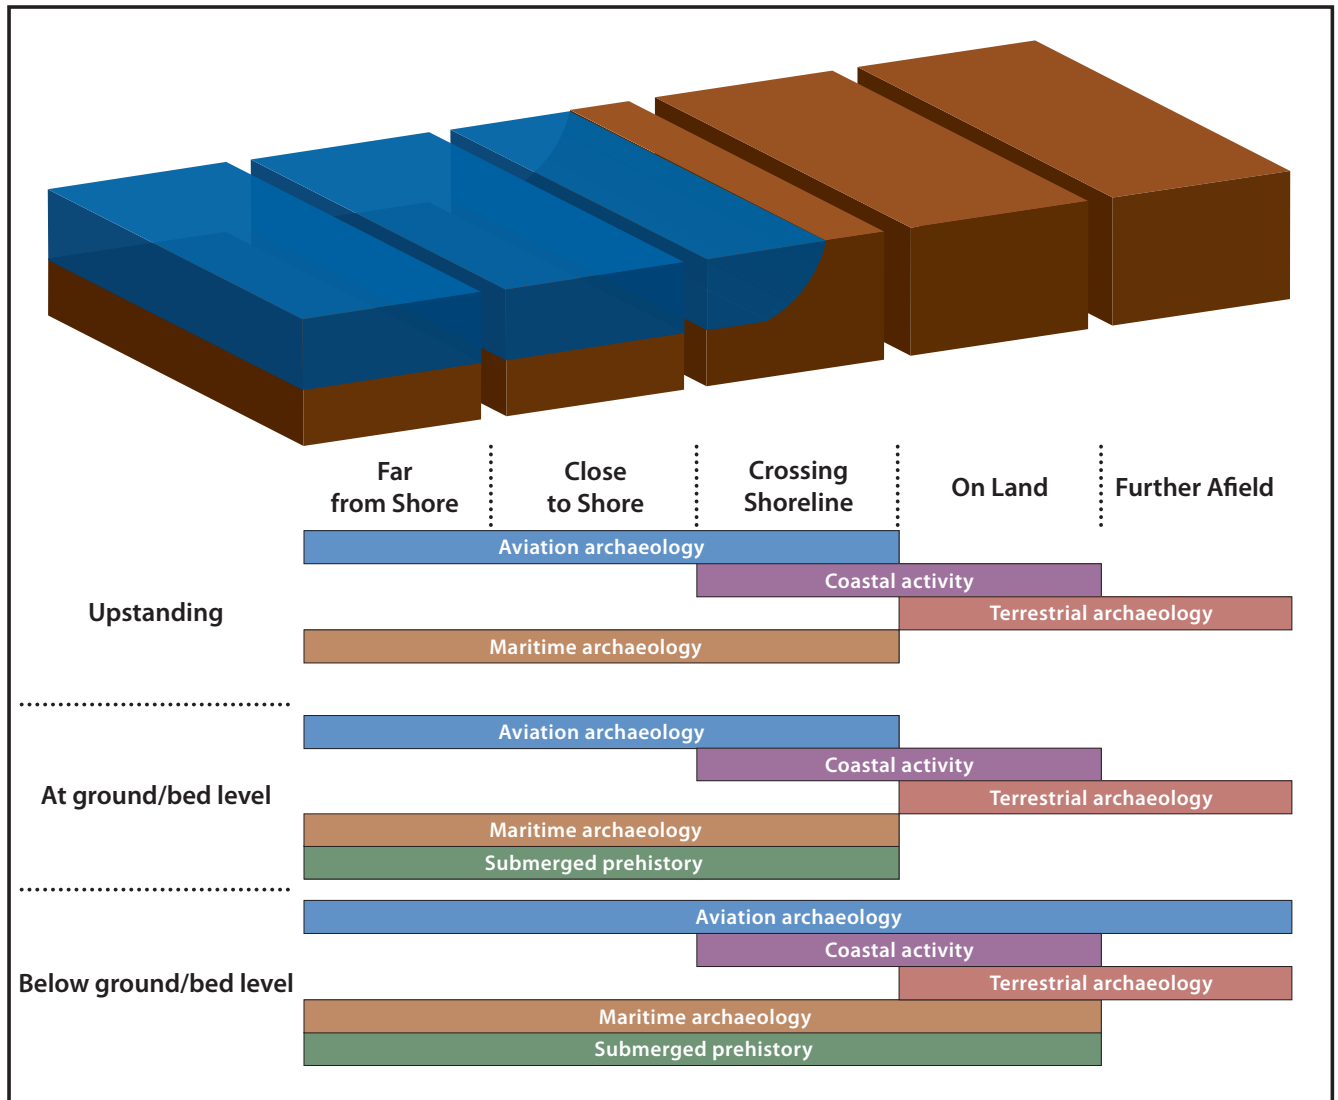 Far
from Shore
Close
to Shore
Crossing
Shoreline
On Land
Further Afield
Upstanding
Aviation archaeology
Coastal activity
Terrestrial archaeology
Maritime archaeology
At ground/bed level
Aviation archaeology
Coastal activity
Terrestrial archaeology
Maritime archaeology
Submerged prehistory
Below ground/bed level
Aviation archaeology
Coastal activity
Terrestrial archaeology
Maritime archaeology
Submerged prehistory